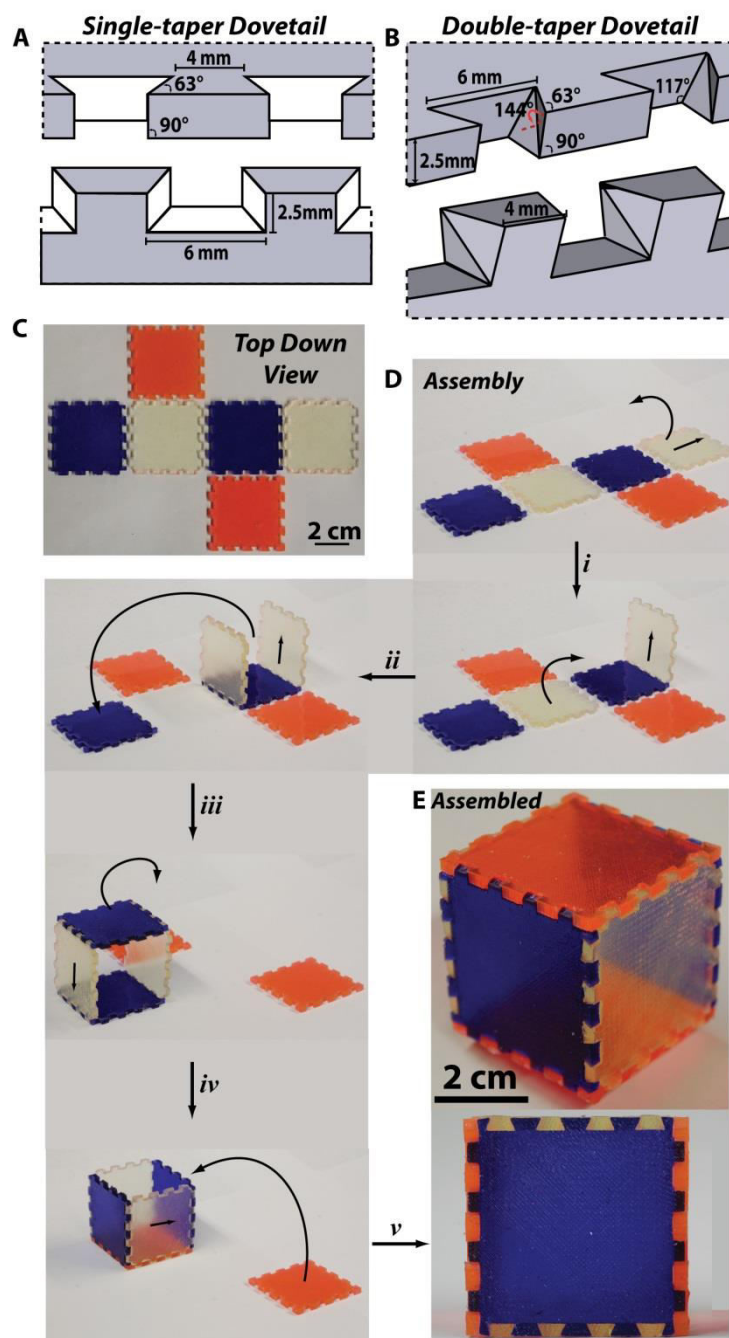 A
Single-taper Dovetail
4 mm
63°
90°
2.5mm
6 mm
B
Double-taper Dovetail
6 mm
144°
63°
117°
90°
2.5mm
4 mm
C
Top Down
View
2 cm
D
Assembly
i
ii
iii
iv
v
E
Assembled
2 cm